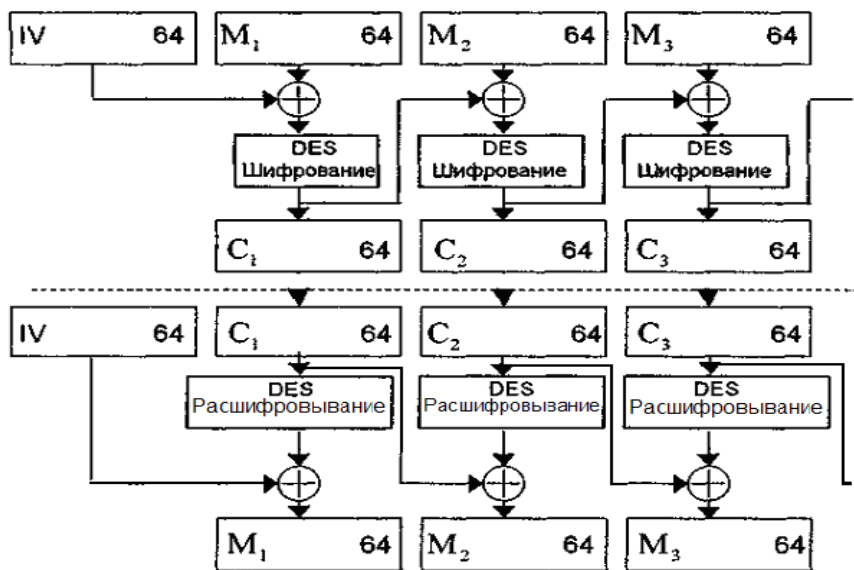 IV 64 M₁ 64 M₂ 64 M₃ 64
DES DES DES
Шифрование Шифрование Шифрование
C₁ 64 C₂ 64 C₃ 64
IV 64 C₁ 64 C₂ 64 C₃ 64
DES DES DES
Расшифровывание Расшифровывание Расшифровывание
M₁ 64 M₂ 64 M₃ 64